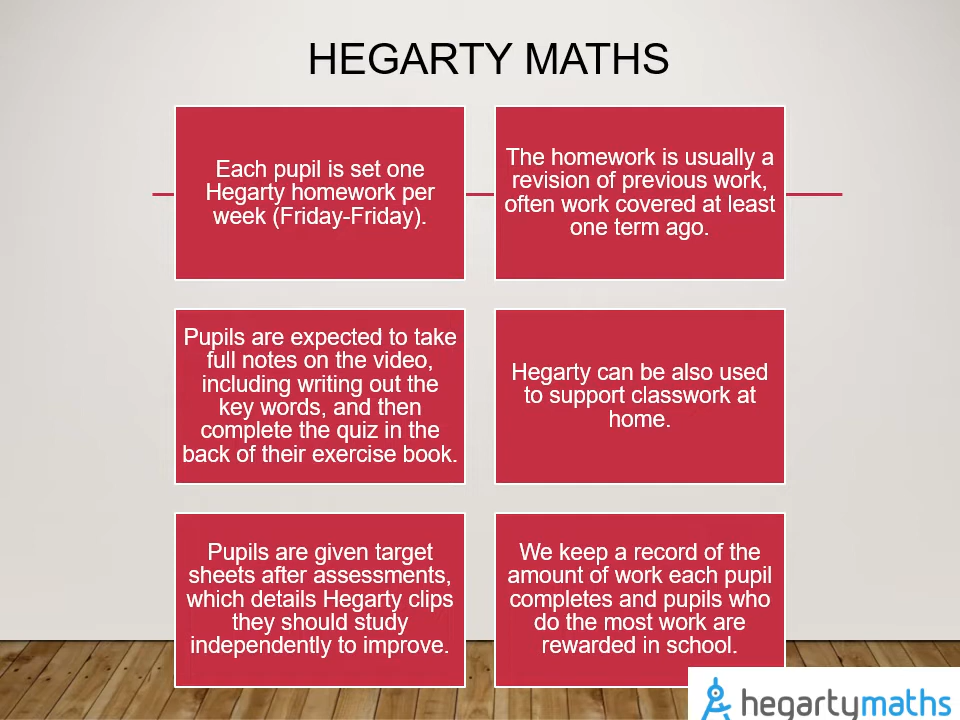 HEGARTY MATHS
Each pupil is set one
Hegarty homework per
week (Friday-Friday).
The homework is usually a
revision of previous work,
often work covered at least
one term ago.
Pupils are expected to take
full notes on the video,
including writing out the
key words, and then
complete the quiz in the
back of their exercise book.
Hegarty can be also used
to support classwork at
home.
Pupils are given target
sheets after assessments,
which details Hegarty clips
they should study
independently to improve.
We keep a record of the
amount of work each pupil
completes and pupils who
do the most work are
rewarded in school.
hegartymaths